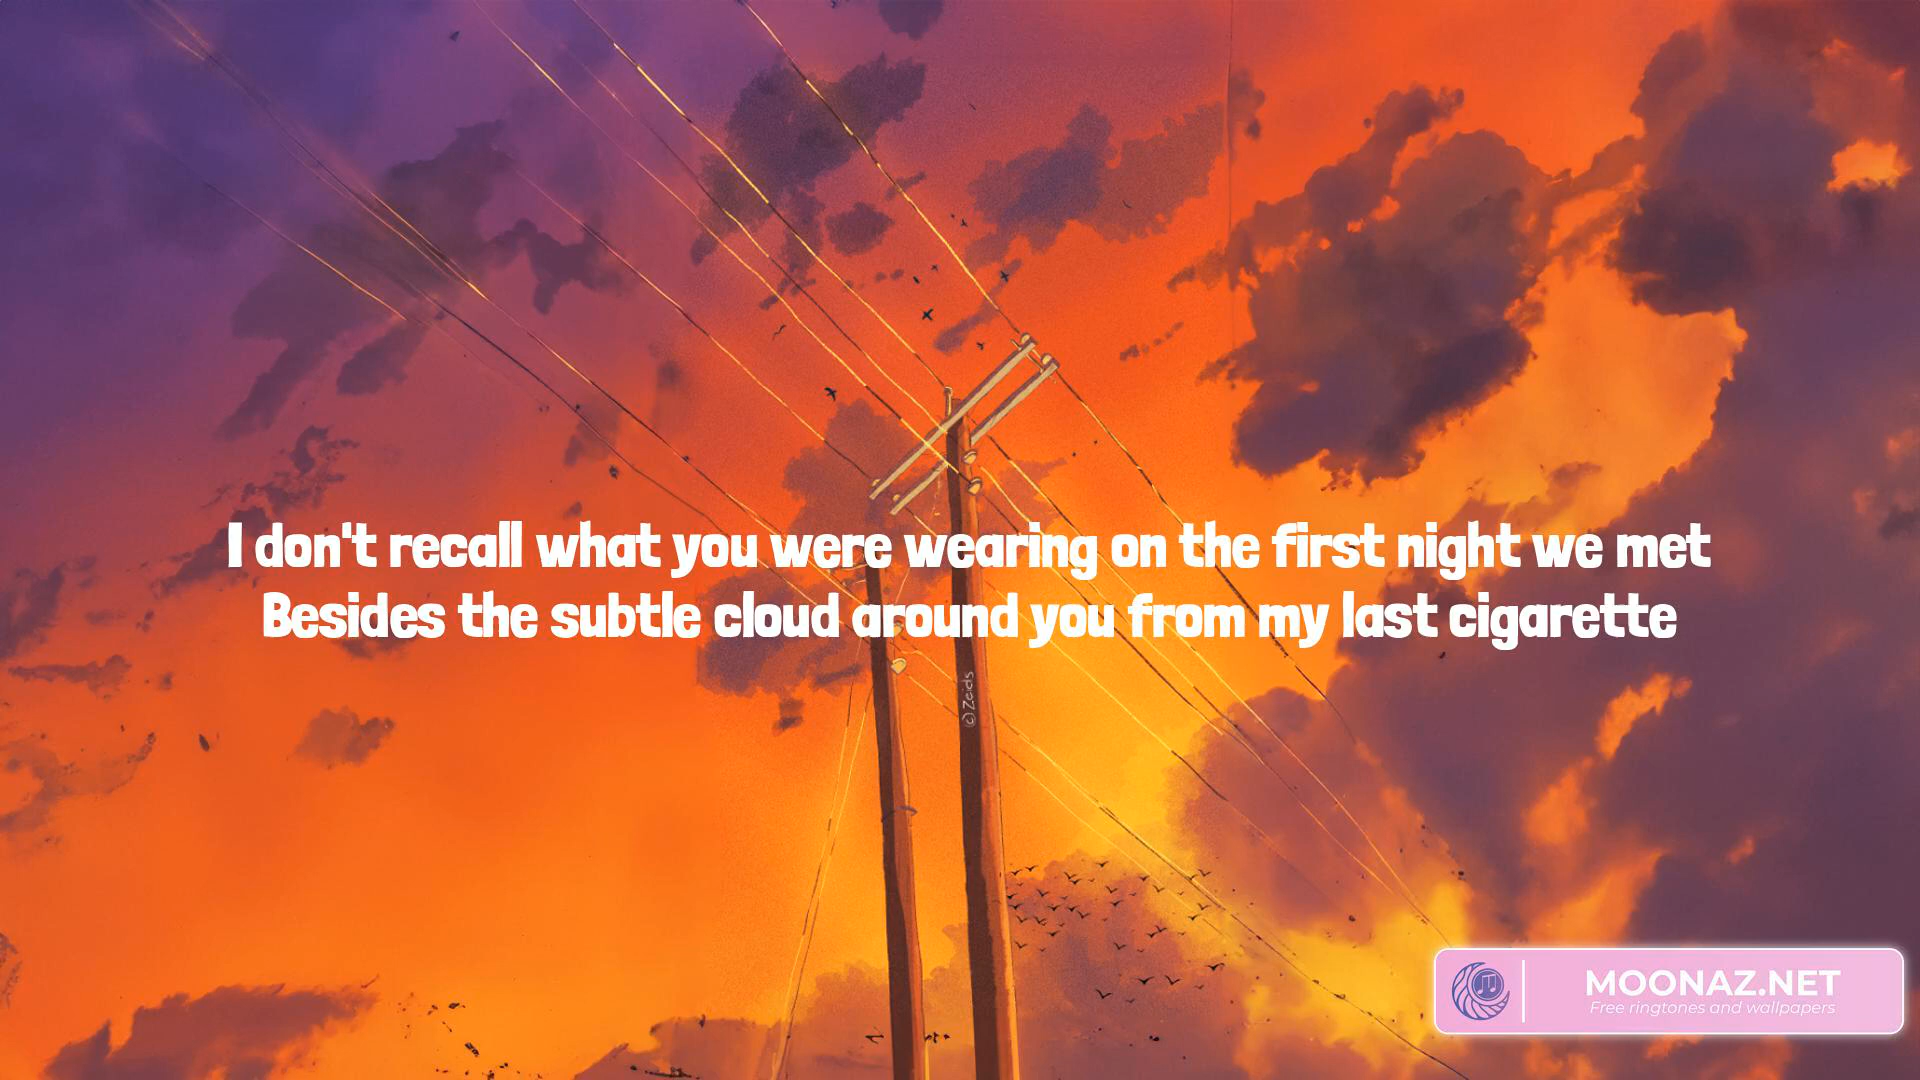 I don't recall what you were wearing on the first night we met
Besides the subtle cloud around you from my last cigarette
(c) Zeids
MOONAZ.NET
Free ringtones and wallpapers